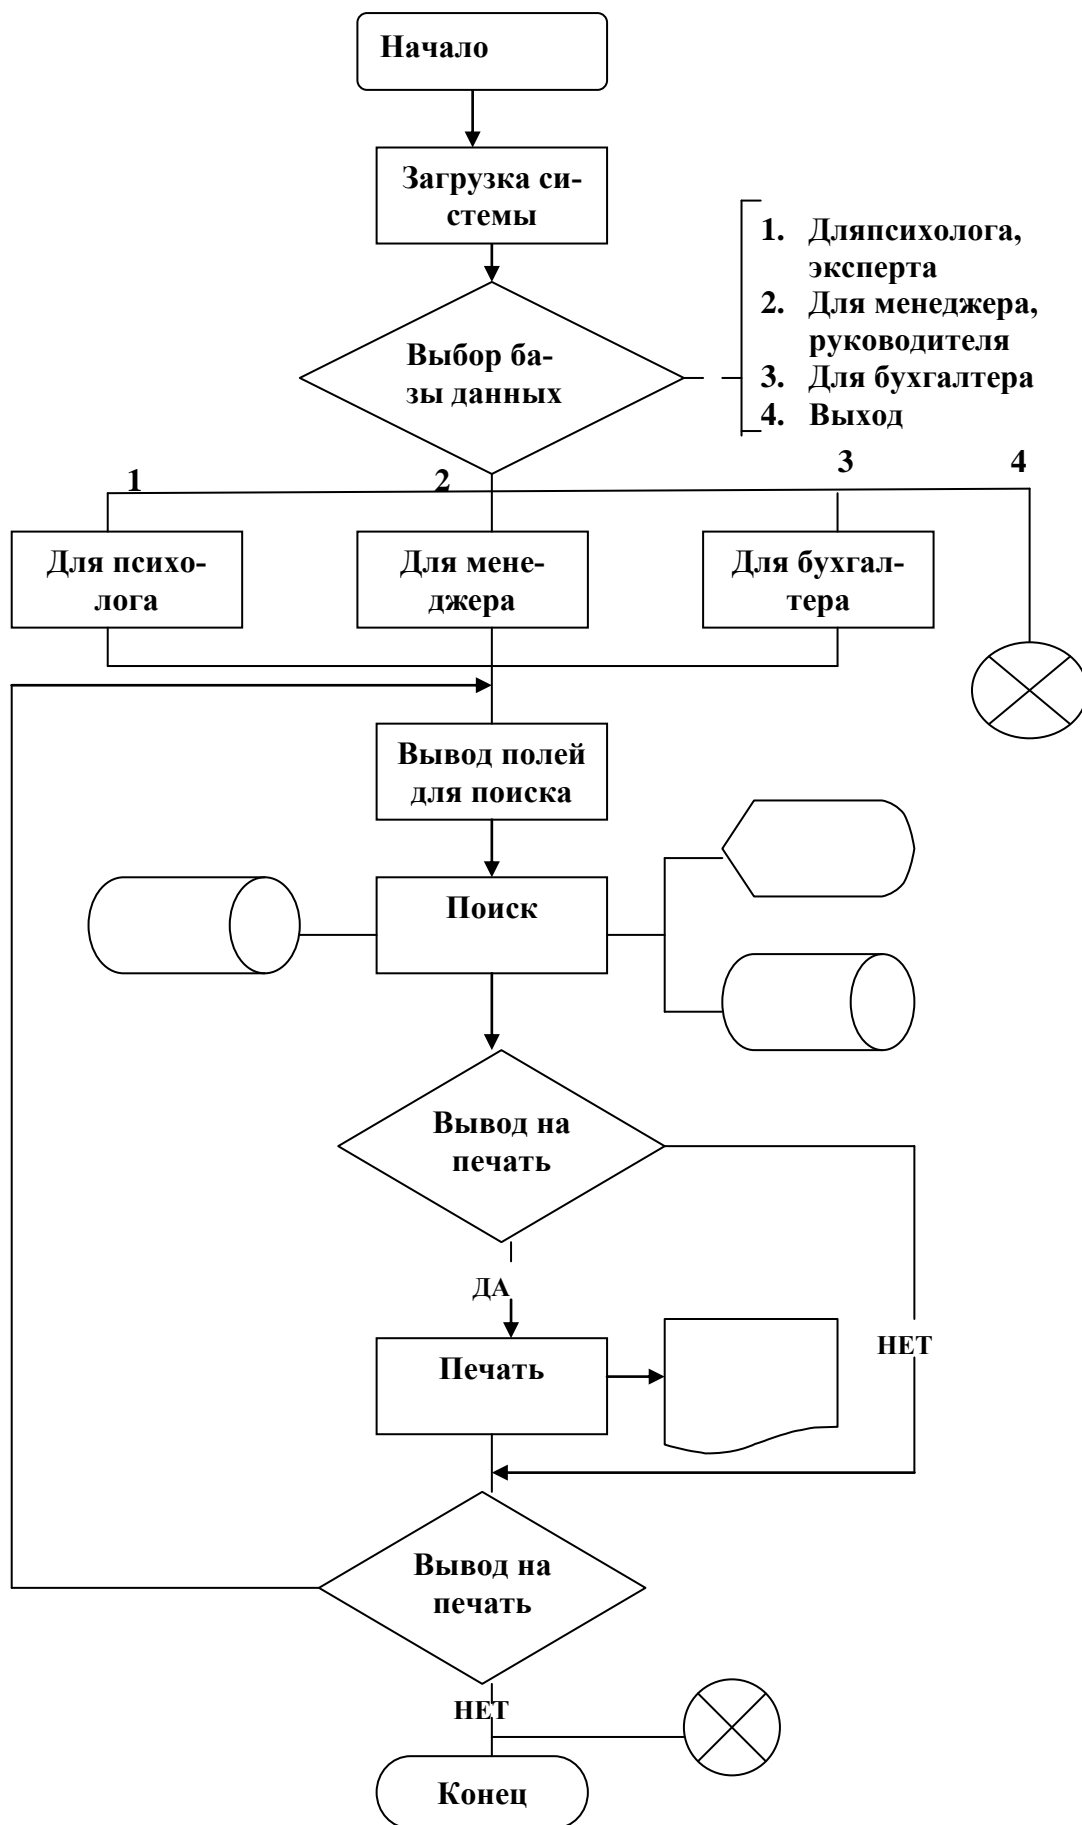 Начало
Загрузка си-
стемы
1. Дляпсихолога,
эксперта
2. Для менеджера,
руководителя
3. Для бухгалтера
4. Выход
Выбор ба-
зы данных
1
2
3
4
Для психо-
лога
Для мене-
джера
Для бухгал-
тера
Вывод полей
для поиска
Поиск
Вывод на
печать
ДА
НЕТ
Печать
Вывод на
печать
НЕТ
Конец